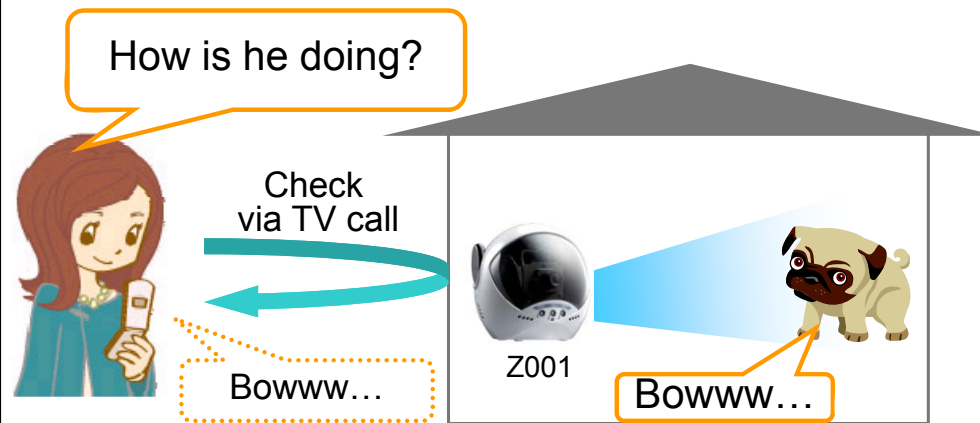 How is he doing?
Check
via TV call
Z001
Bowww…
Bowww…